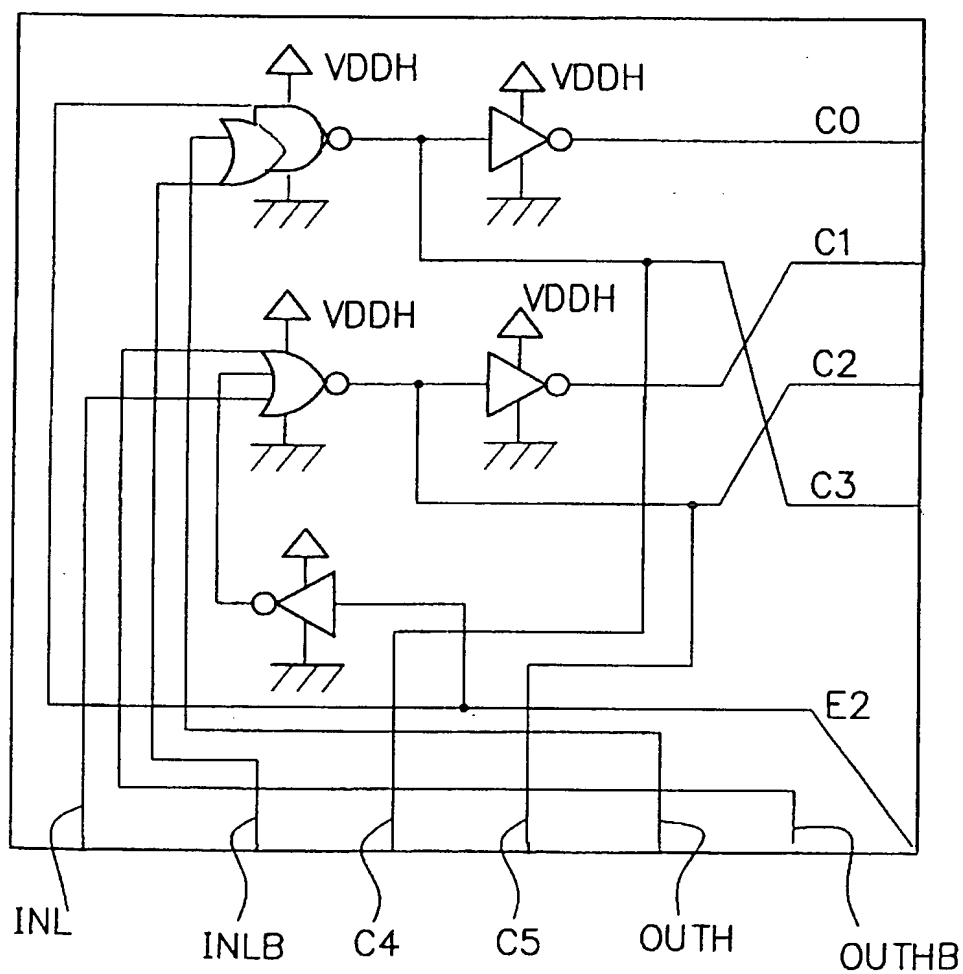 VDDH
VDDH
C0
C1
VDDH
VDDH
C2
C3
E2
INL
INLB
C4
C5
OUTH
OUTHB